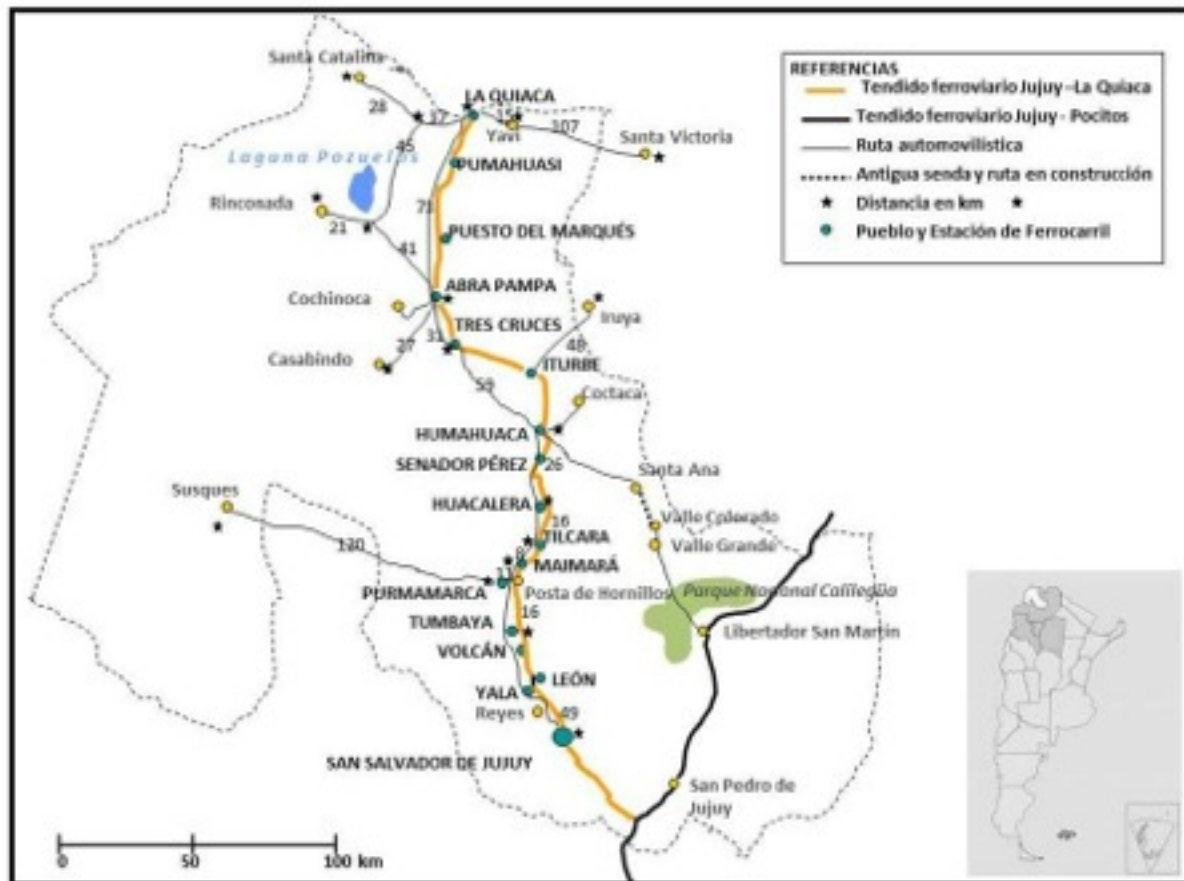 Santa Catalina
28
37
LA QUIACA
15
Yavi
107
Santa Victoria
45
Laguna Pozuelos
PUMAHUASI
Rinconada
21
41
PUESTO DEL MARQUÉS
ABRA PAMPA
Cochinoca
TRES CRUCES
Iruya
27
Casabindo
48
ITURBE
59
Coctaca
HUMAHUACA
SENADOR PÉREZ
26
Santa Ana
Susques
HUACALERA
16
Valle Colorado
TILCARA
Valle Grande
120
8
MAIMARÁ
11
PURMAMARCA
Posta de Hornillos
Parque Nacional Calilegua
16
TUMBAYA
Libertador San Martín
VOLCÁN
LEÓN
YALA
Reyes
49
SAN SALVADOR DE JUJUY
San Pedro de
Jujuy
0
50
100 km
REFERENCIAS
Tendido ferroviario Jujuy –La Quiaca
Tendido ferroviario Jujuy - Pocitos
Ruta automovilística
Antigua senda y ruta en construcción
Distancia en km
Pueblo y Estación de Ferrocarril